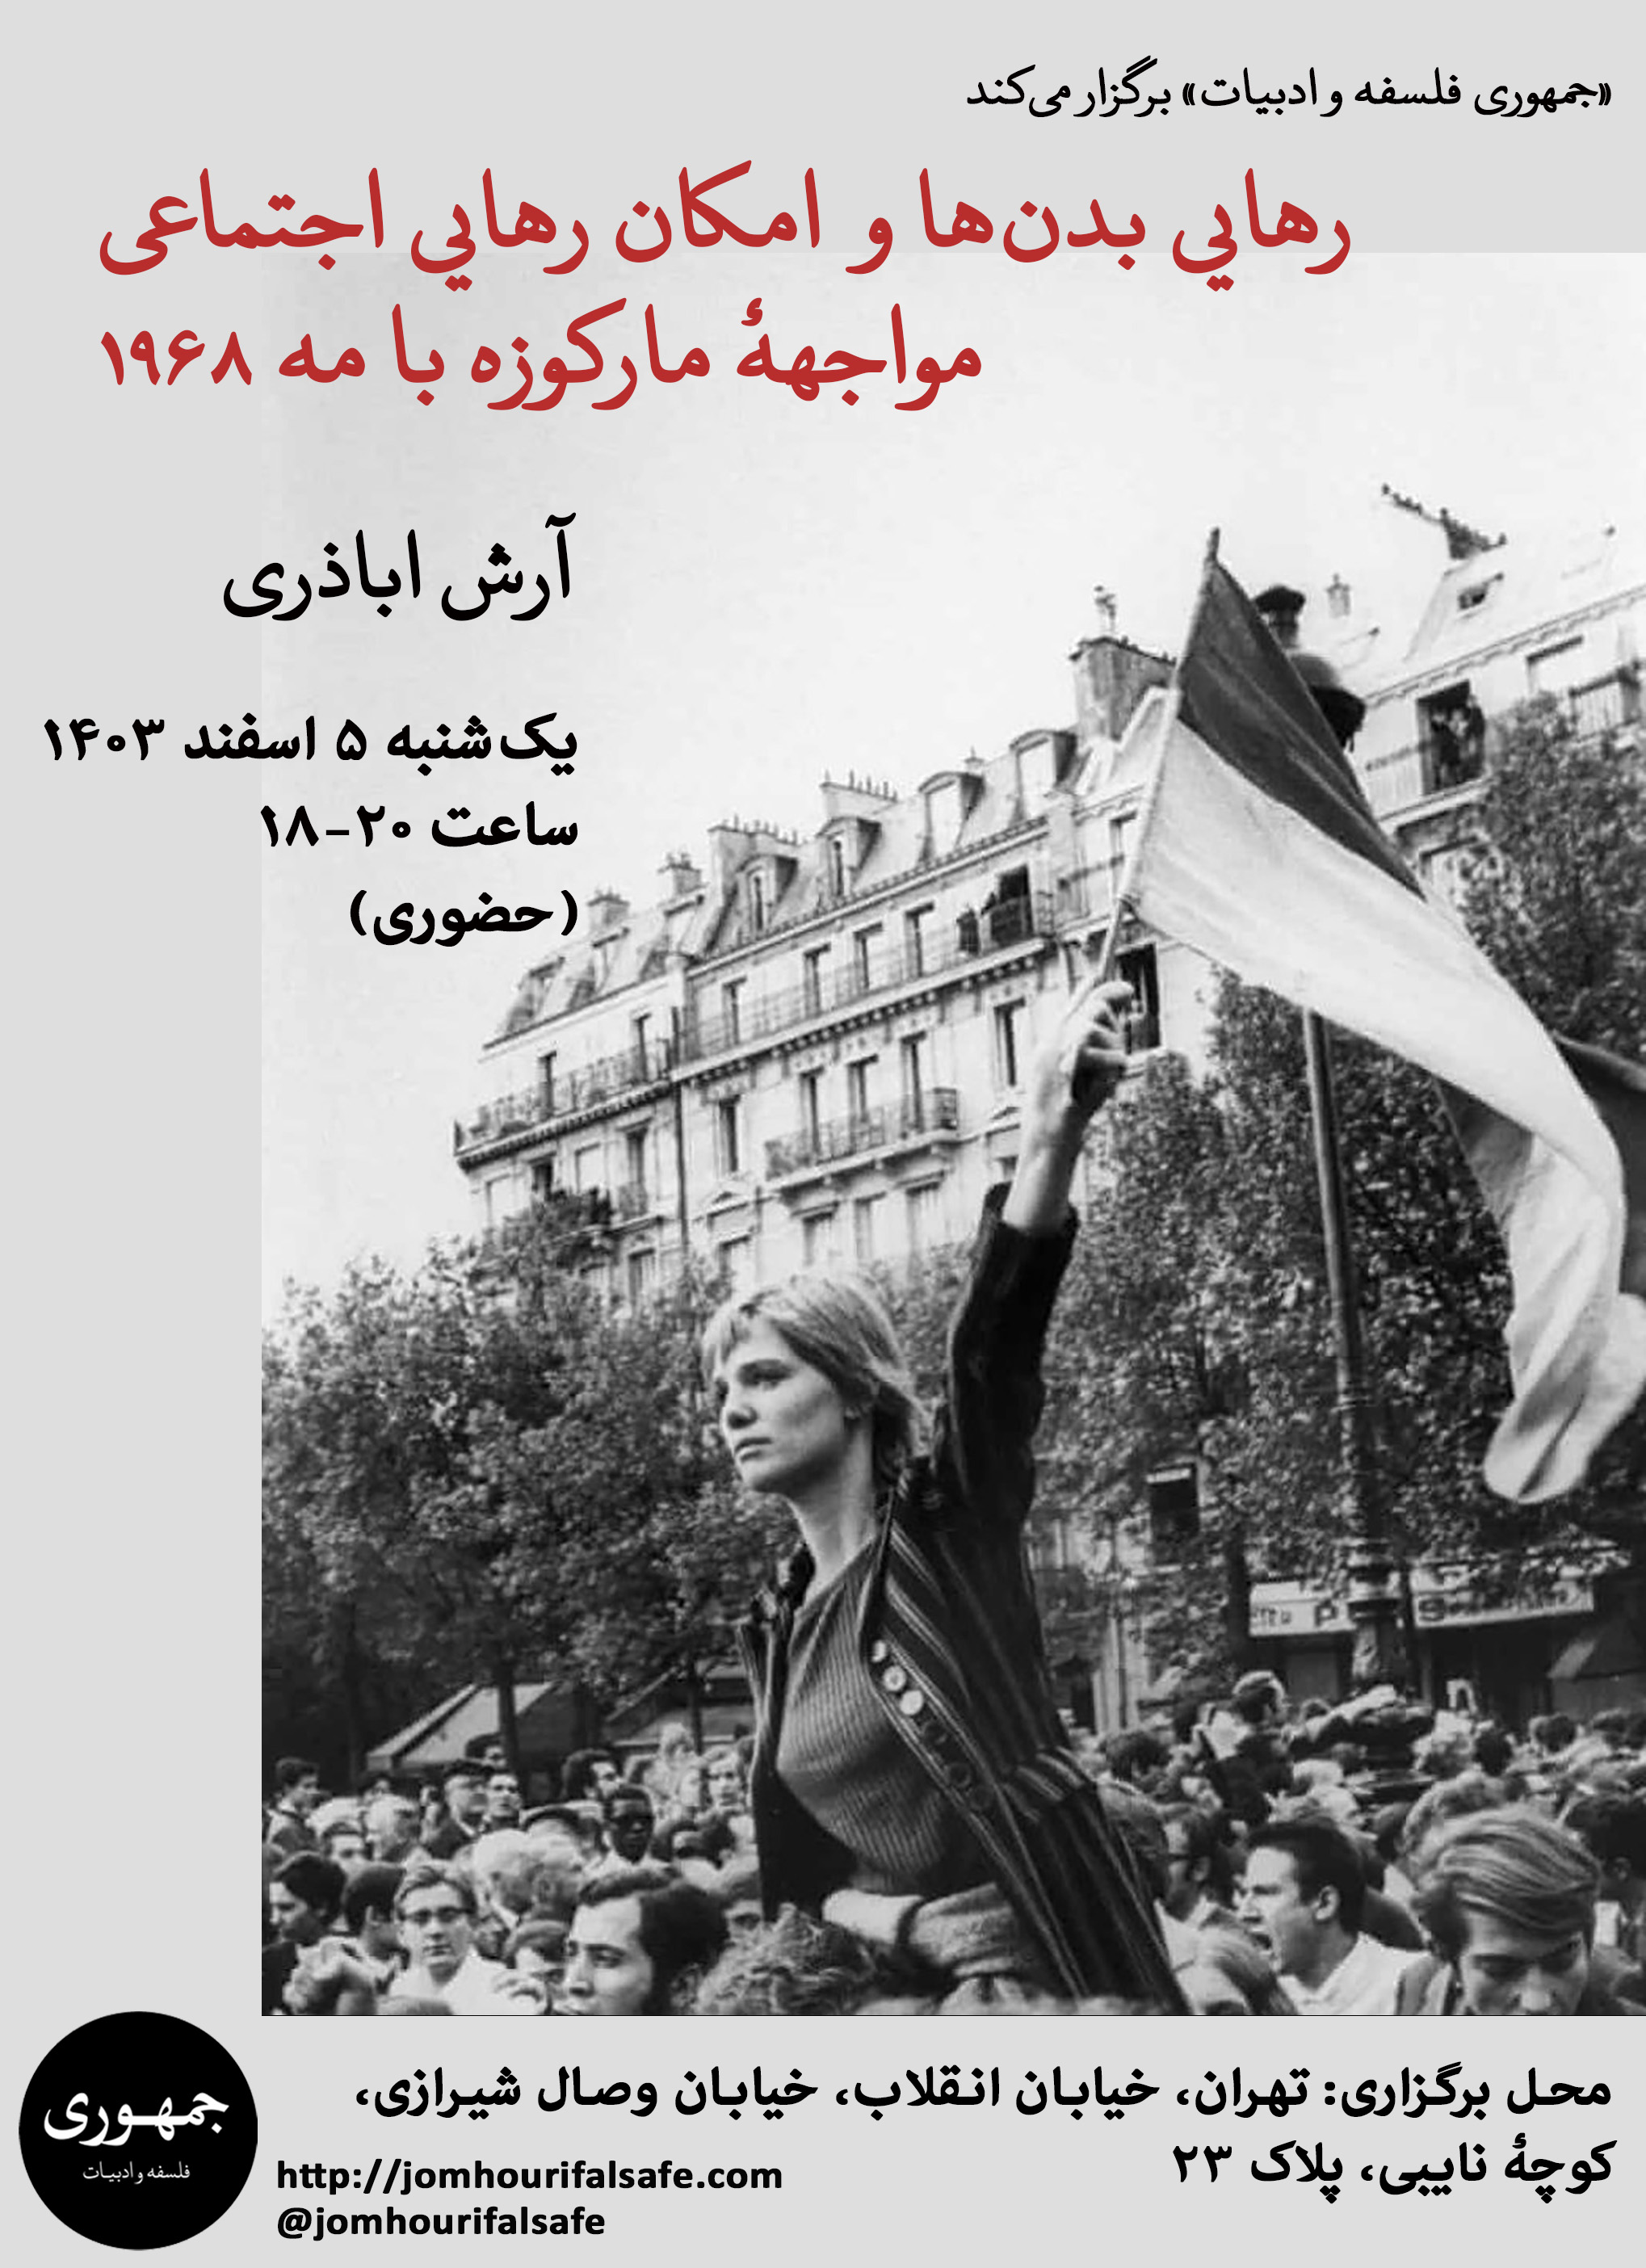 «جمهوری فلسفه و ادبیات» برگزار می‌کند
رهاییِ بدن‌ها و امکان رهاییِ اجتماعی
مواجههٔ مارکوزه با مه ۱۹۶۸
آرش اباذری
یک‌شنبه ۵ اسفند ۱۴۰۳
ساعت ۲۰-۱۸
(حضوری)
محل برگزاری: تهران، خیابان انقلاب، خیابان وصال شیرازی،
کوچهٔ نایبی، پلاک ۲۳
http://jomhourifalsafe.com
@jomhourifalsafe
جمهوری
فلسفه و ادبیات